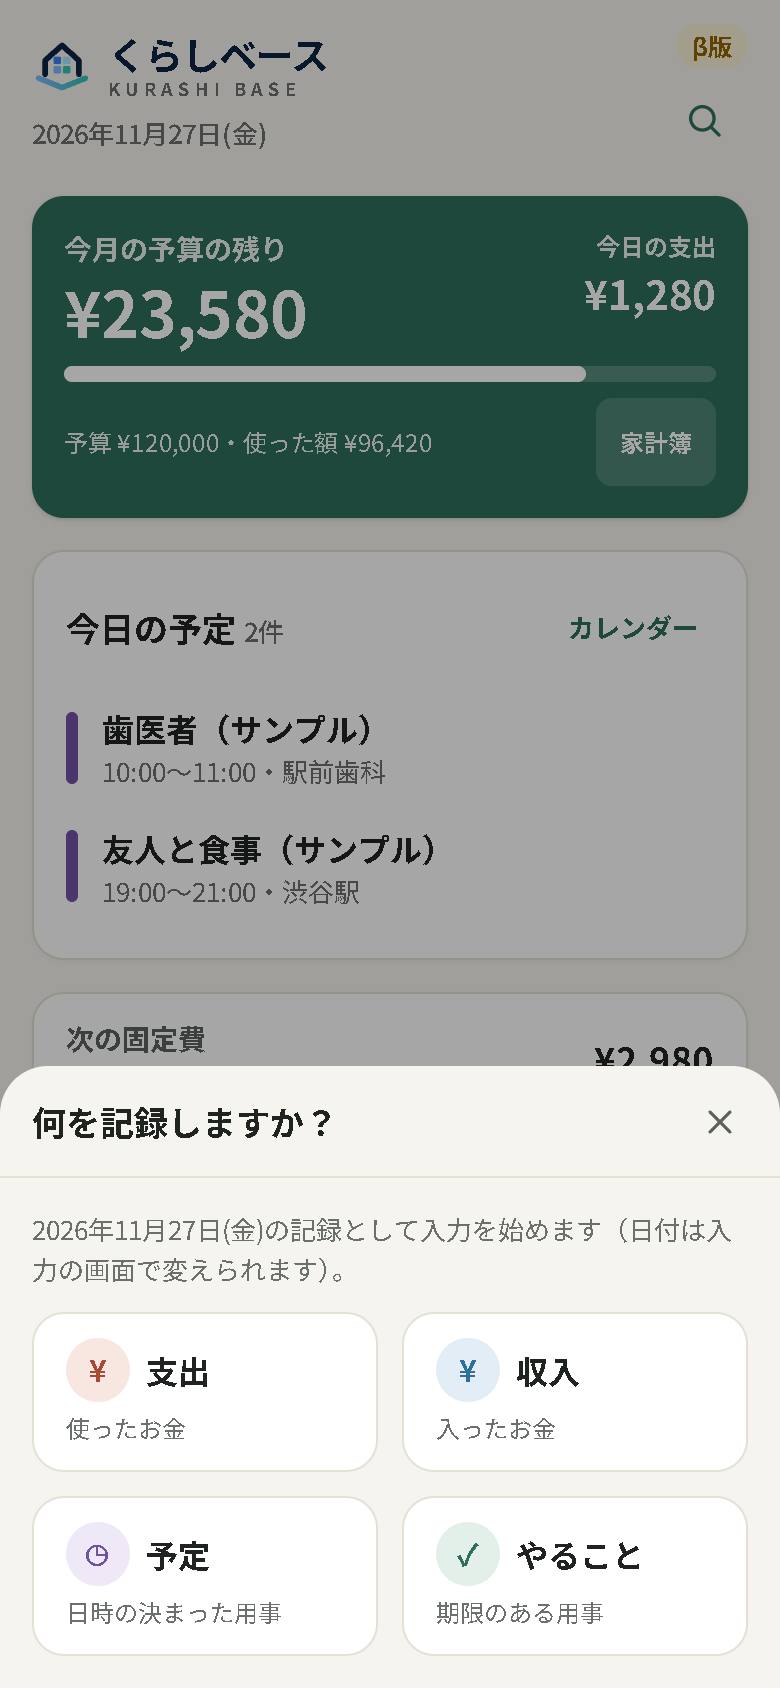 くらしベース
KURASHI BASE
β版
2026年11月27日(金)
今月の予算の残り
¥23,580
今日の支出
¥1,280
予算 ¥120,000・使った額 ¥96,420
家計簿
今日の予定 2件
カレンダー
歯医者（サンプル）
10:00〜11:00・駅前歯科
友人と食事（サンプル）
19:00〜21:00・渋谷駅
次の固定費
¥2,980
何を記録しますか？
2026年11月27日(金)の記録として入力を始めます（日付は入
力の画面で変えられます）。
¥ 支出
使ったお金
¥ 収入
入ったお金
予定
日時の決まった用事
やること
期限のある用事